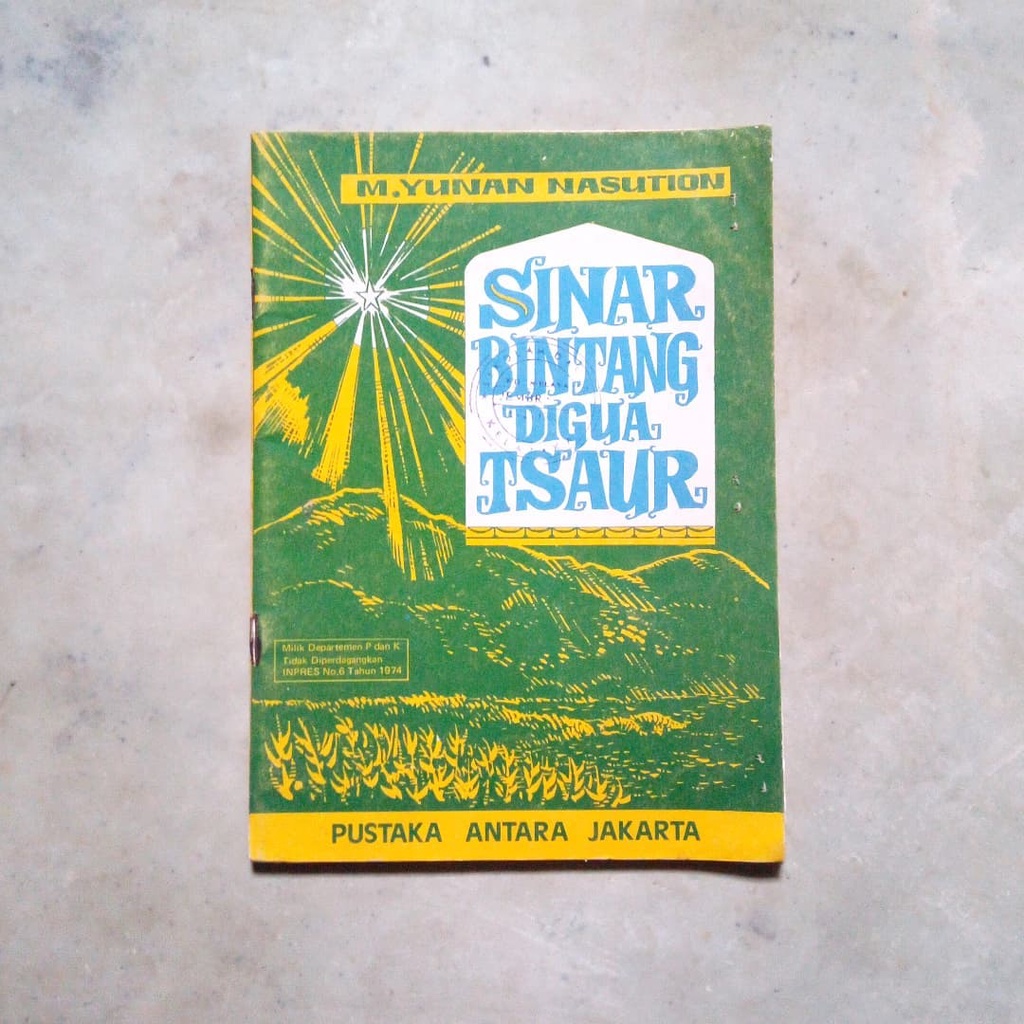 M.YUNAN NASUTION
SINAR
BINTANG
DIGUA
TSAUR
Milik Departemen P dan K
Tidak Diperdagangkan
INPRES No.6 Tahun 1974
PUSTAKA ANTARA JAKARTA